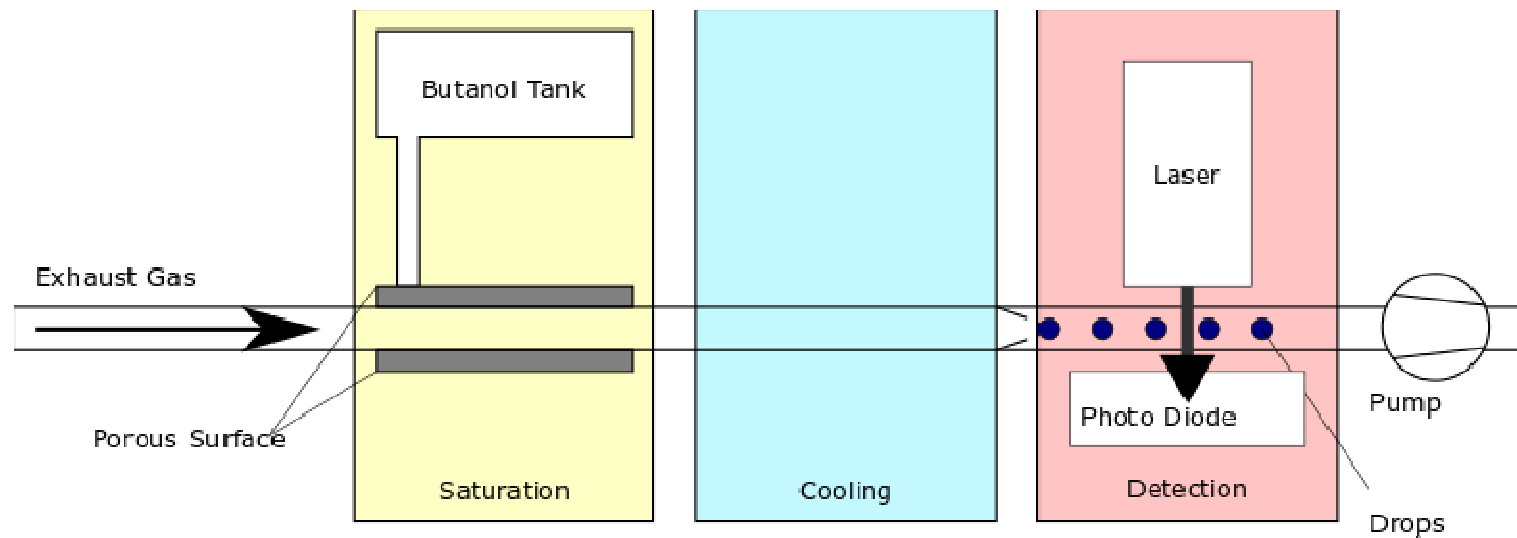 Butanol Tank
Laser
Exhaust Gas
Pump
Photo Diode
Porous Surface
Saturation
Cooling
Detection
Drops